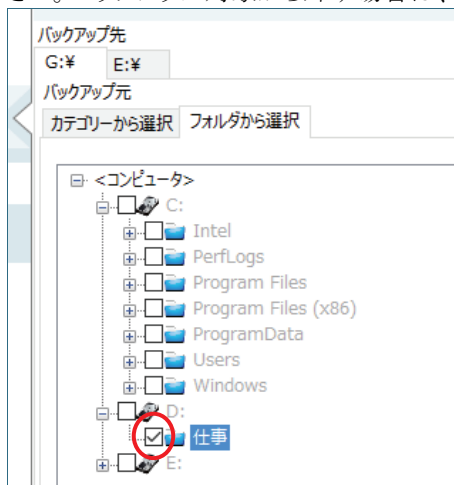 バックアップ先
G:¥ E:¥
バックアップ元
カテゴリーから選択 フォルダから選択
<コンピュータ>
C:
Intel
PerfLogs
Program Files
Program Files (x86)
ProgramData
Users
Windows
D:
仕事
E: